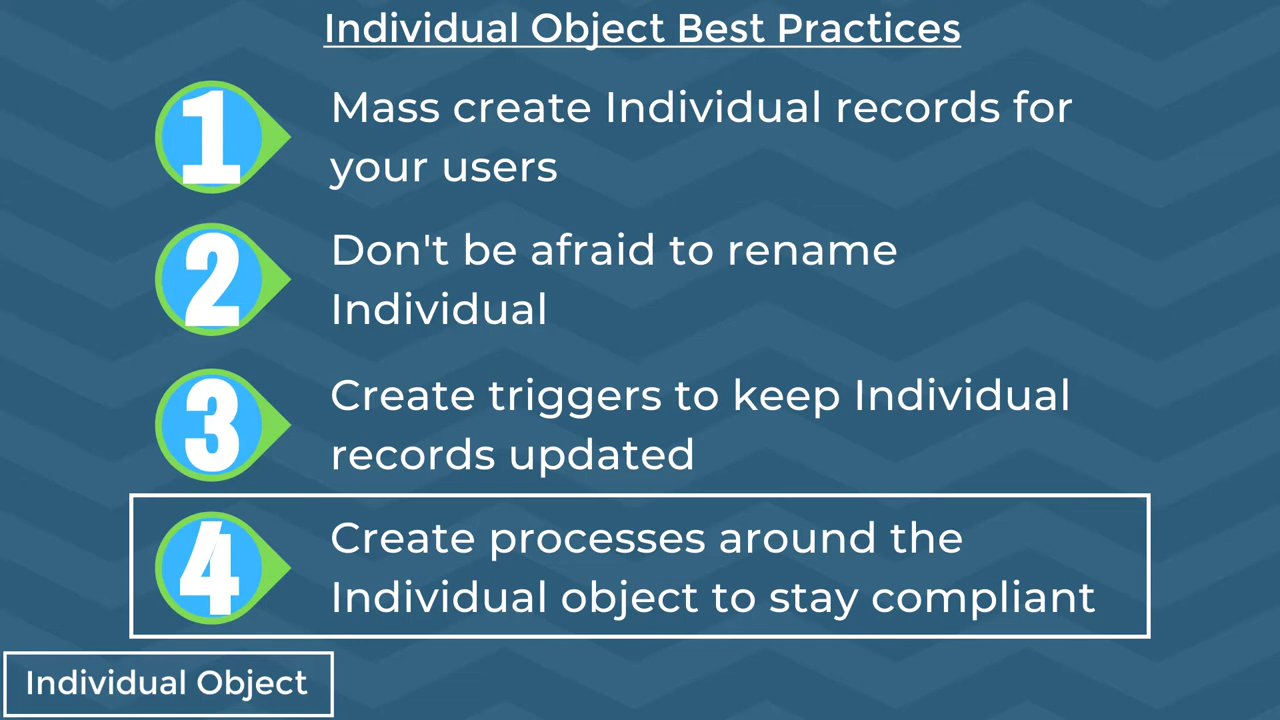 Individual Object Best Practices
1
Mass create Individual records for
your users
2
Don't be afraid to rename
Individual
3
Create triggers to keep Individual
records updated
4
Create processes around the
Individual object to stay compliant
Individual Object